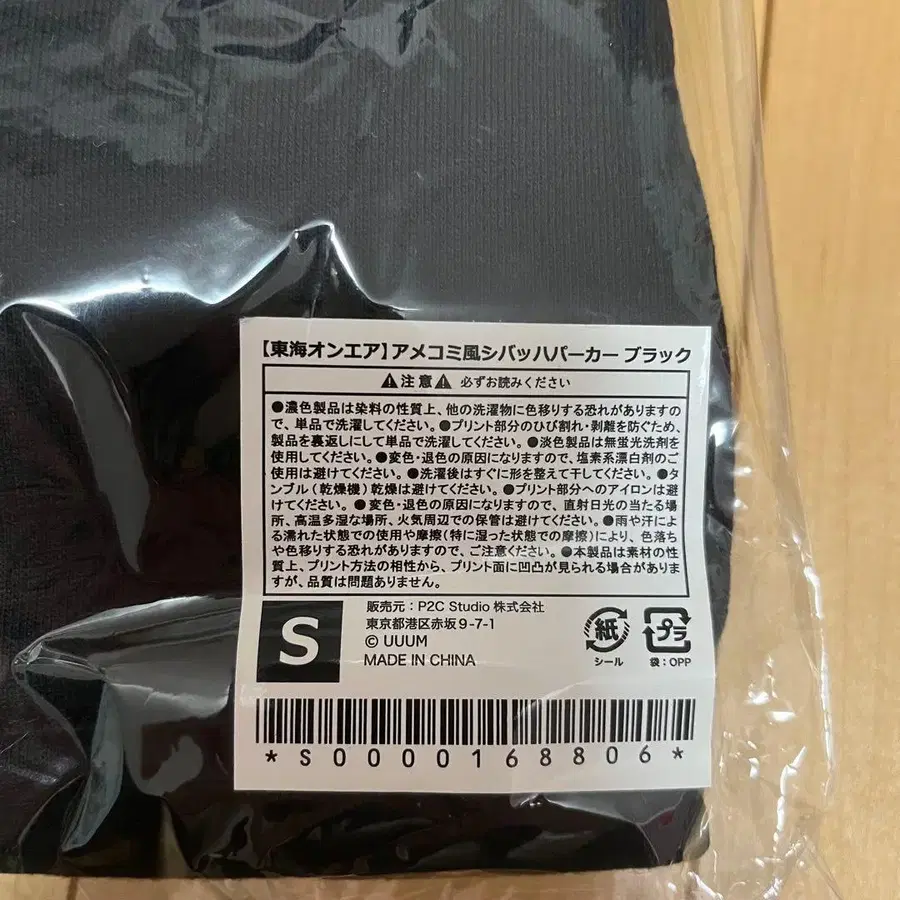 【東海オンエア】アメコミ風シバッハパーカー ブラック
⚠注意⚠ 必ずお読みください
●濃色製品は染料の性質上、他の洗濯物に色移りする恐れがありますの
で、単品で洗濯してください。●プリント部分のひび割れ・剥離を防ぐため、
製品を裏返しにして単品で洗濯してください。●淡色製品は無蛍光洗剤を
使用してください。●変色・退色の原因になりますので、塩素系漂白剤のご
使用は避けてください。●洗濯後はすぐに形を整えて干してください。●タ
ンブル(乾燥機)乾燥は避けてください。●プリント部分へのアイロンは避
けてください。●変色・退色の原因になりますので、直射日光の当たる場
所、高温多湿な場所、火気周辺での保管は避けてください。●雨や汗によ
る濡れた状態での使用や摩擦(特に湿った状態での摩擦)により、色落ち
や色移りする恐れがありますので、ご注意ください。●本製品は素材の性
質上、プリント方法の相性から、プリント面に凹凸が見られる場合がありま
すが、品質は問題ありません。
S
販売元:P2C Studio 株式会社
東京都港区赤坂9-7-1
© UUUM
MADE IN CHINA
紙
シール
プラ
袋:OPP
*S0000168806*